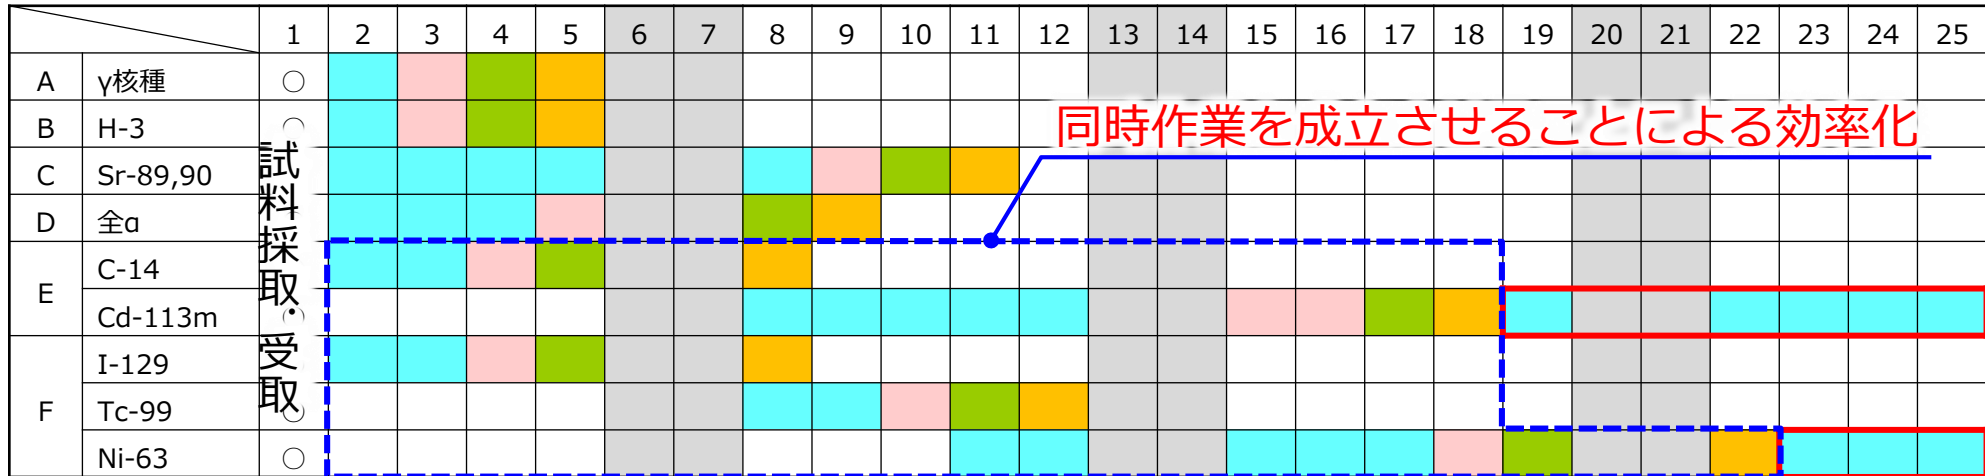 1 2 3 4 5 6 7 8 9 10 11 12 13 14 15 16 17 18 19 20 21 22 23 24 25
A γ核種 ○
B H-3 ○
同時作業を成立させることによる効率化
C Sr-89,90
D 全α
試料採取・受取
E C-14
Cd-113m
F I-129
Tc-99 ○
Ni-63 ○